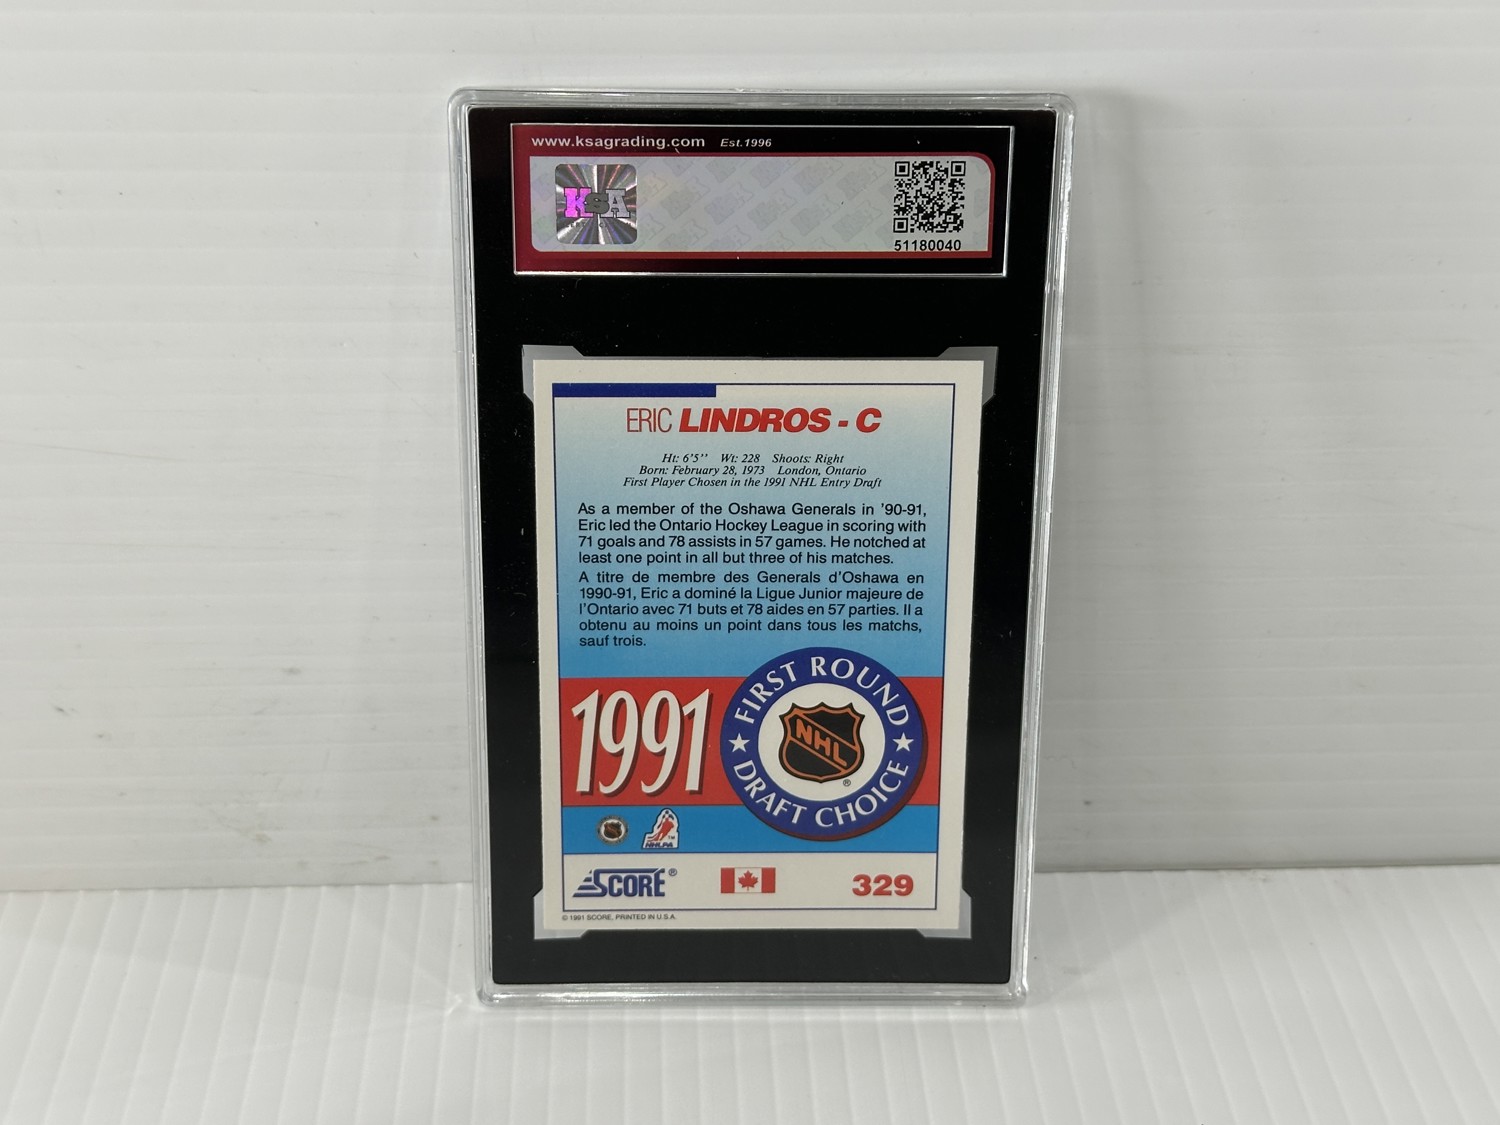 www.ksagrading.com Est.1996
KSA
51180040
ERIC LINDROS - C
Ht: 6'5'' Wt: 228 Shoots: Right
Born: February 28, 1973 London, Ontario
First Player Chosen in the 1991 NHL Entry Draft
As a member of the Oshawa Generals in '90-91,
Eric led the Ontario Hockey League in scoring with
71 goals and 78 assists in 57 games. He notched at
least one point in all but three of his matches.
A titre de membre des Generals d'Oshawa en
1990-91, Eric a dominé la Ligue Junior majeure de
l'Ontario avec 71 buts et 78 aides en 57 parties. Il a
obtenu au moins un point dans tous les matchs,
sauf trois.
1991
FIRST ROUND
DRAFT CHOICE
NHL
®
NHLPA
TM
SCORE®
329
© 1991 SCORE, PRINTED IN U.S.A.